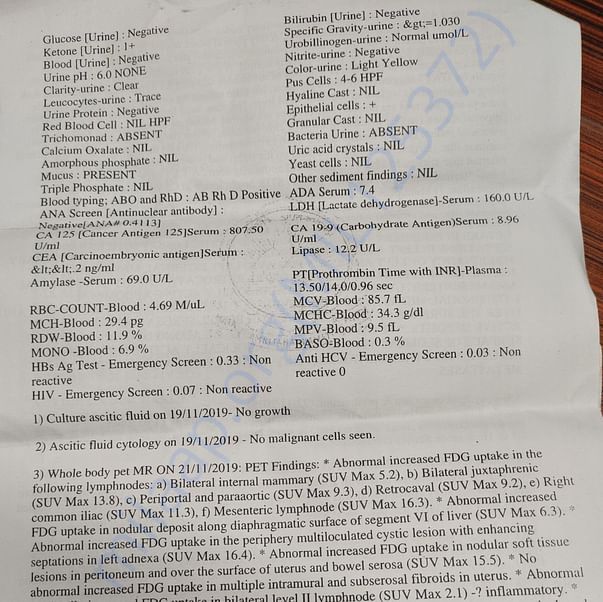 Glucose [Urine] : Negative
Ketone [Urine] : 1+
Blood [Urine] : Negative
Urine pH : 6.0 NONE
Clarity-urine : Clear
Leucocytes-urine : Trace
Urine Protein : Negative
Red Blood Cell : NIL HPF
Trichomonad : ABSENT
Calcium Oxalate : NIL
Amorphous phosphate : NIL
Mucus : PRESENT
Triple Phosphate : NIL
Blood typing; ABO and RhD : AB Rh D Positive
ANA Screen [Antinuclear antibody] :
Negative[ANA# 0.4113]
CA 125 [Cancer Antigen 125]Serum : 807.50
U/ml
CEA [Carcinoembryonic antigen]Serum :
&lt;&lt;.2 ng/ml
Amylase -Serum : 69.0 U/L
Bilirubin [Urine] : Negative
Specific Gravity-urine : &gt;=1.030
Urobillinogen-urine : Normal umol/L
Nitrite-urine : Negative
Color-urine : Light Yellow
Pus Cells : 4-6 HPF
Hyaline Cast : NIL
Epithelial cells : +
Granular Cast : NIL
Bacteria Urine : ABSENT
Uric acid crystals : NIL
Yeast cells : NIL
Other sediment findings : NIL
ADA Serum : 7.4
LDH [Lactate dehydrogenase]-Serum : 160.0 U/L
CA 19-9 (Carbohydrate Antigen)Serum : 8.96
U/ml
Lipase : 12.2 U/L
PT[Prothrombin Time with INR]-Plasma :
13.50/14.0/0.96 sec
RBC-COUNT-Blood : 4.69 M/uL
MCH-Blood : 29.4 pg
RDW-Blood : 11.9 %
MONO -Blood : 6.9 %
HBs Ag Test - Emergency Screen : 0.33 : Non
reactive
HIV - Emergency Screen : 0.07 : Non reactive
MCV-Blood : 85.7 fL
MCHC-Blood : 34.3 g/dl
MPV-Blood : 9.5 fL
BASO-Blood : 0.3 %
Anti HCV - Emergency Screen : 0.03 : Non
reactive 0
1) Culture ascitic fluid on 19/11/2019- No growth
2) Ascitic fluid cytology on 19/11/2019 - No malignant cells seen.
3) Whole body pet MR ON 21/11/2019: PET Findings: * Abnormal increased FDG uptake in the
following lymphnodes: a) Bilateral internal mammary (SUV Max 5.2), b) Bilateral juxtaphrenic
(SUV Max 13.8), c) Periportal and paraaortic (SUV Max 9.3), d) Retrocaval (SUV Max 9.2), e) Right
common iliac (SUV Max 11.3), f) Mesenteric lymphnode (SUV Max 16.3). * Abnormal increased
FDG uptake in nodular deposit along diaphragmatic surface of segment VI of liver (SUV Max 6.3). *
Abnormal increased FDG uptake in the periphery multiloculated cystic lesion with enhancing
septations in left adnexa (SUV Max 16.4). * Abnormal increased FDG uptake in nodular soft tissue
lesions in peritoneum and over the surface of uterus and bowel serosa (SUV Max 15.5). * No
abnormal increased FDG uptake in multiple intramural and subserosal fibroids in uterus. * Abnormal
FDG uptake in bilateral level II lymphnode (SUV Max 2.1) -? inflammatory. *